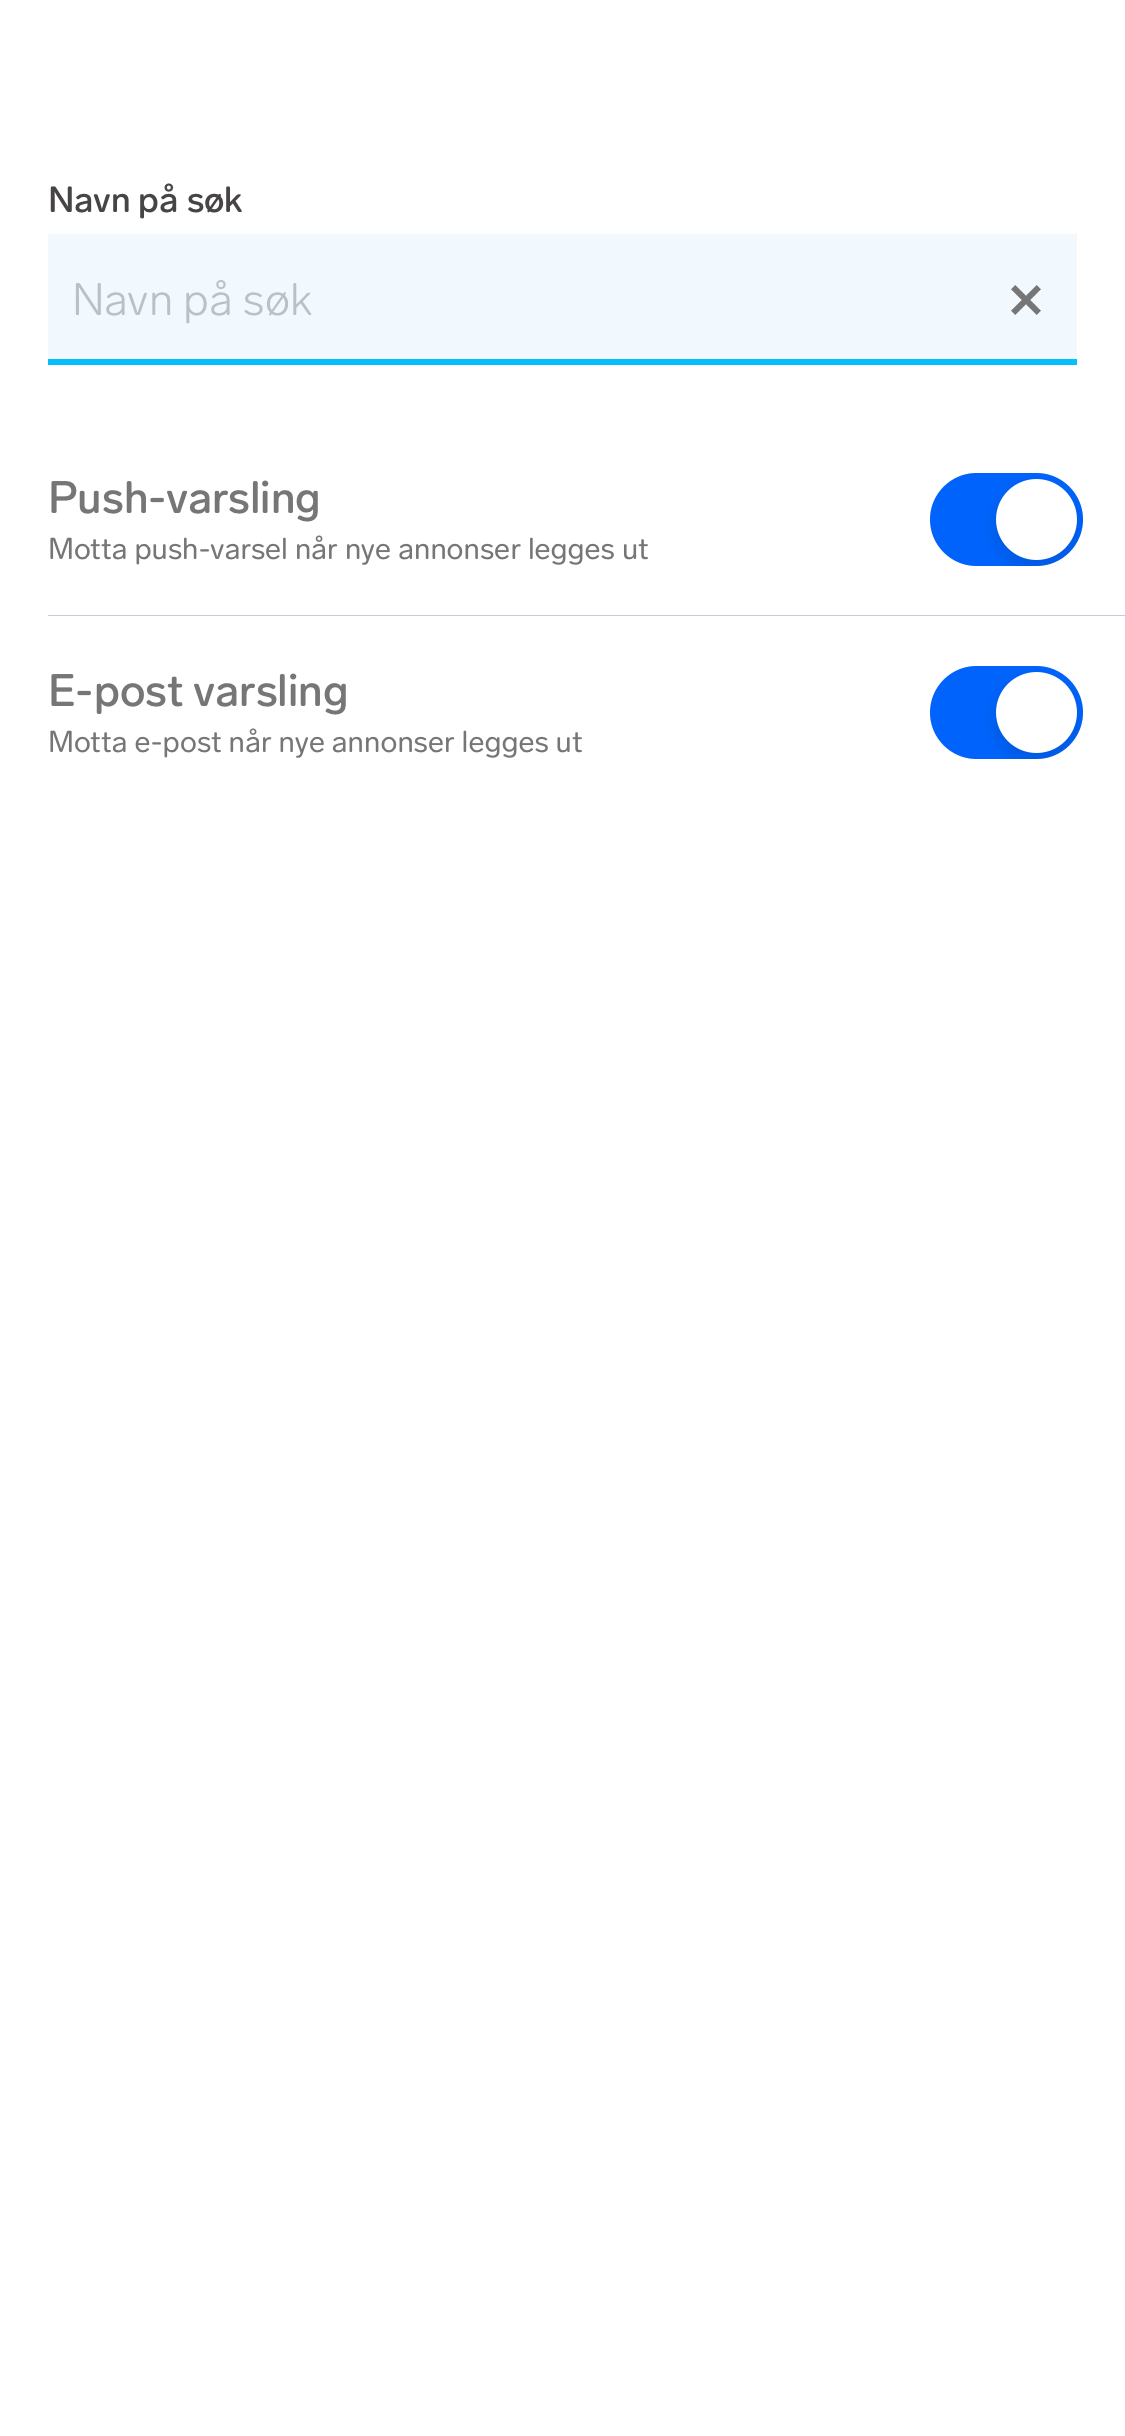 Navn på søk
Navn på søk
Push-varsling
Motta push-varsel når nye annonser legges ut
E-post varsling
Motta e-post når nye annonser legges ut